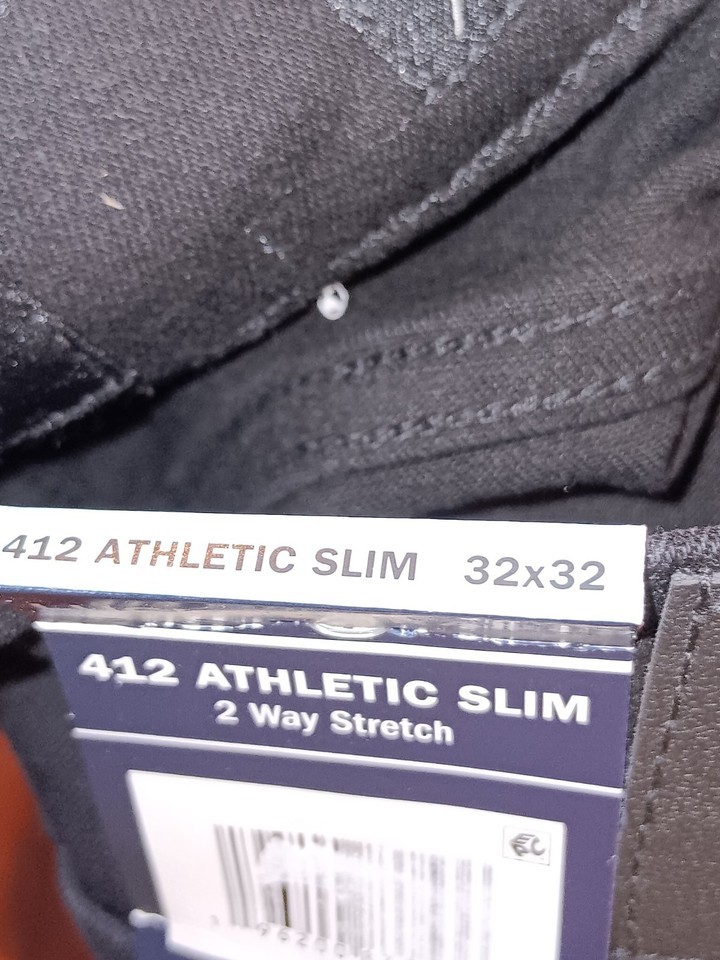 412 ATHLETIC SLIM 32x32
412 ATHLETIC SLIM
2 Way Stretch